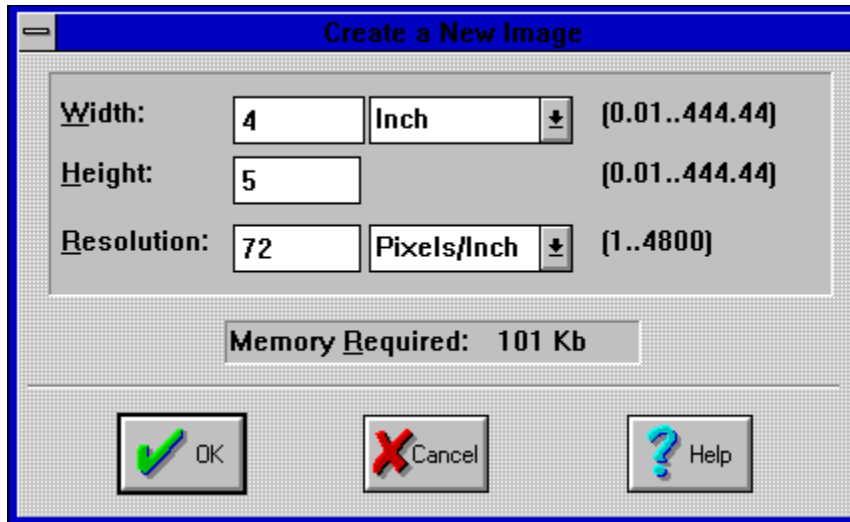 Create a New Image
Width: 4 Inch (0.01..444.44)
Height: 5 (0.01..444.44)
Resolution: 72 Pixels/Inch (1..4800)
Memory Required: 101 Kb
OK Cancel Help